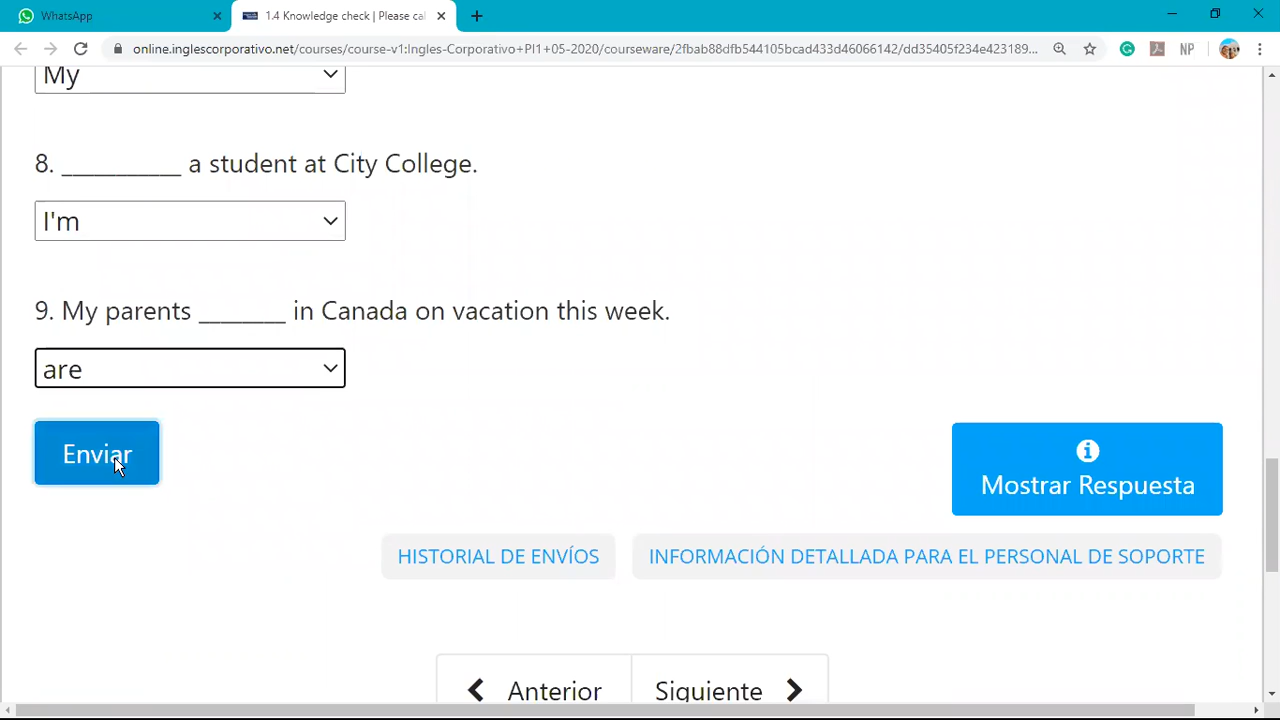 WhatsApp
1.4 Knowledge check | Please cal
online.inglescorporativo.net/courses/course-v1:Ingles-Corporativo+PI1+05-2020/courseware/2fbab88dfb544105bcad433d46066142/dd35405f234e423189...
NP
My
8. ___________ a student at City College.
I'm
9. My parents ________ in Canada on vacation this week.
are
Enviar
Mostrar Respuesta
HISTORIAL DE ENVÍOS
INFORMACIÓN DETALLADA PARA EL PERSONAL DE SOPORTE
Anterior
Siguiente